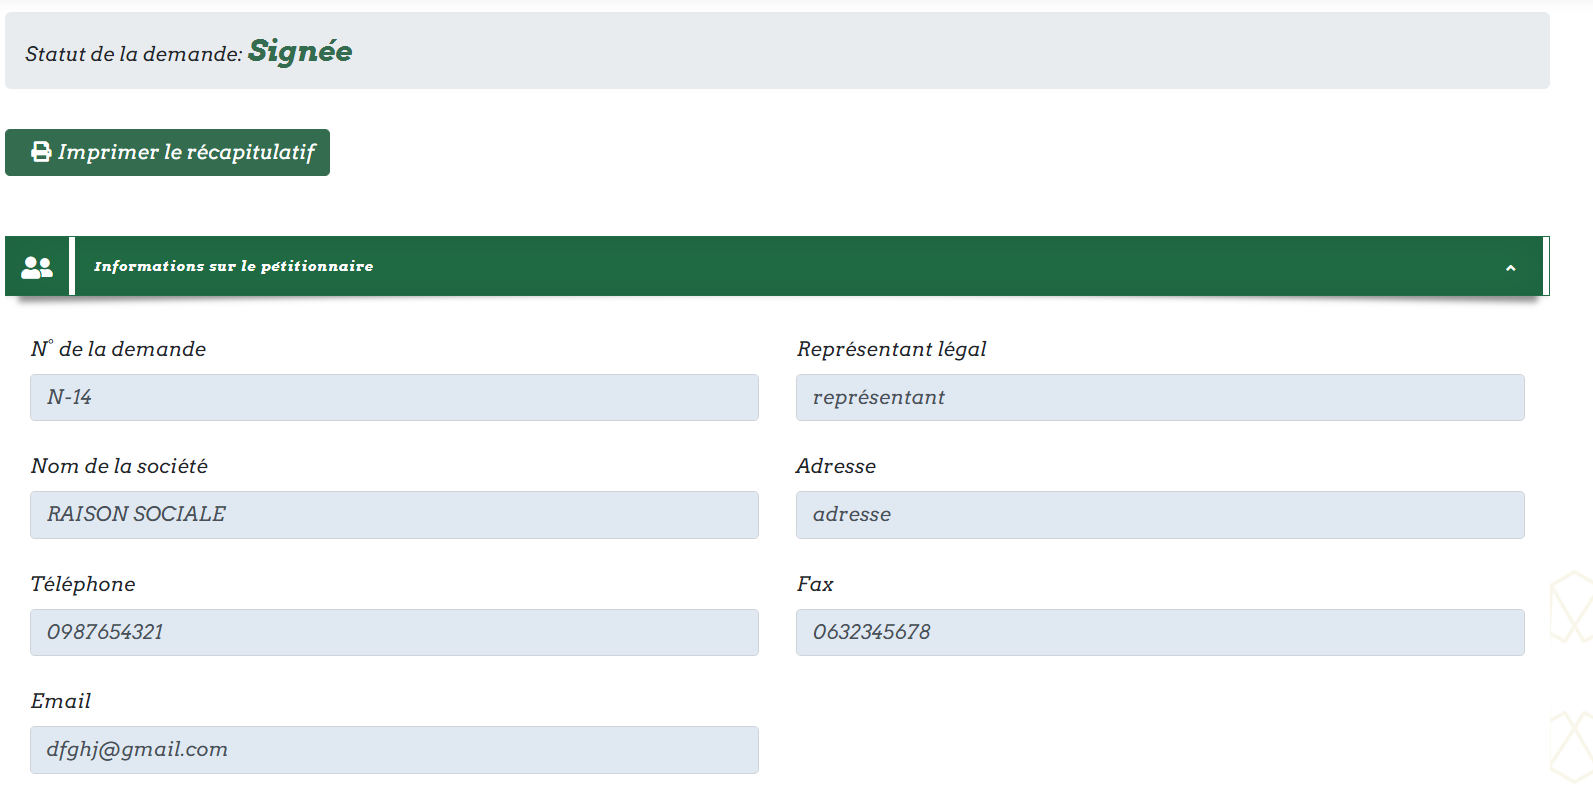 Statut de la demande: Signée
Imprimer le récapitulatif
Informations sur le pétitionnaire
N° de la demande
N-14
Représentant légal
représentant
Nom de la société
RAISON SOCIALE
Adresse
adresse
Téléphone
0987654321
Fax
0632345678
Email
dfghj@gmail.com